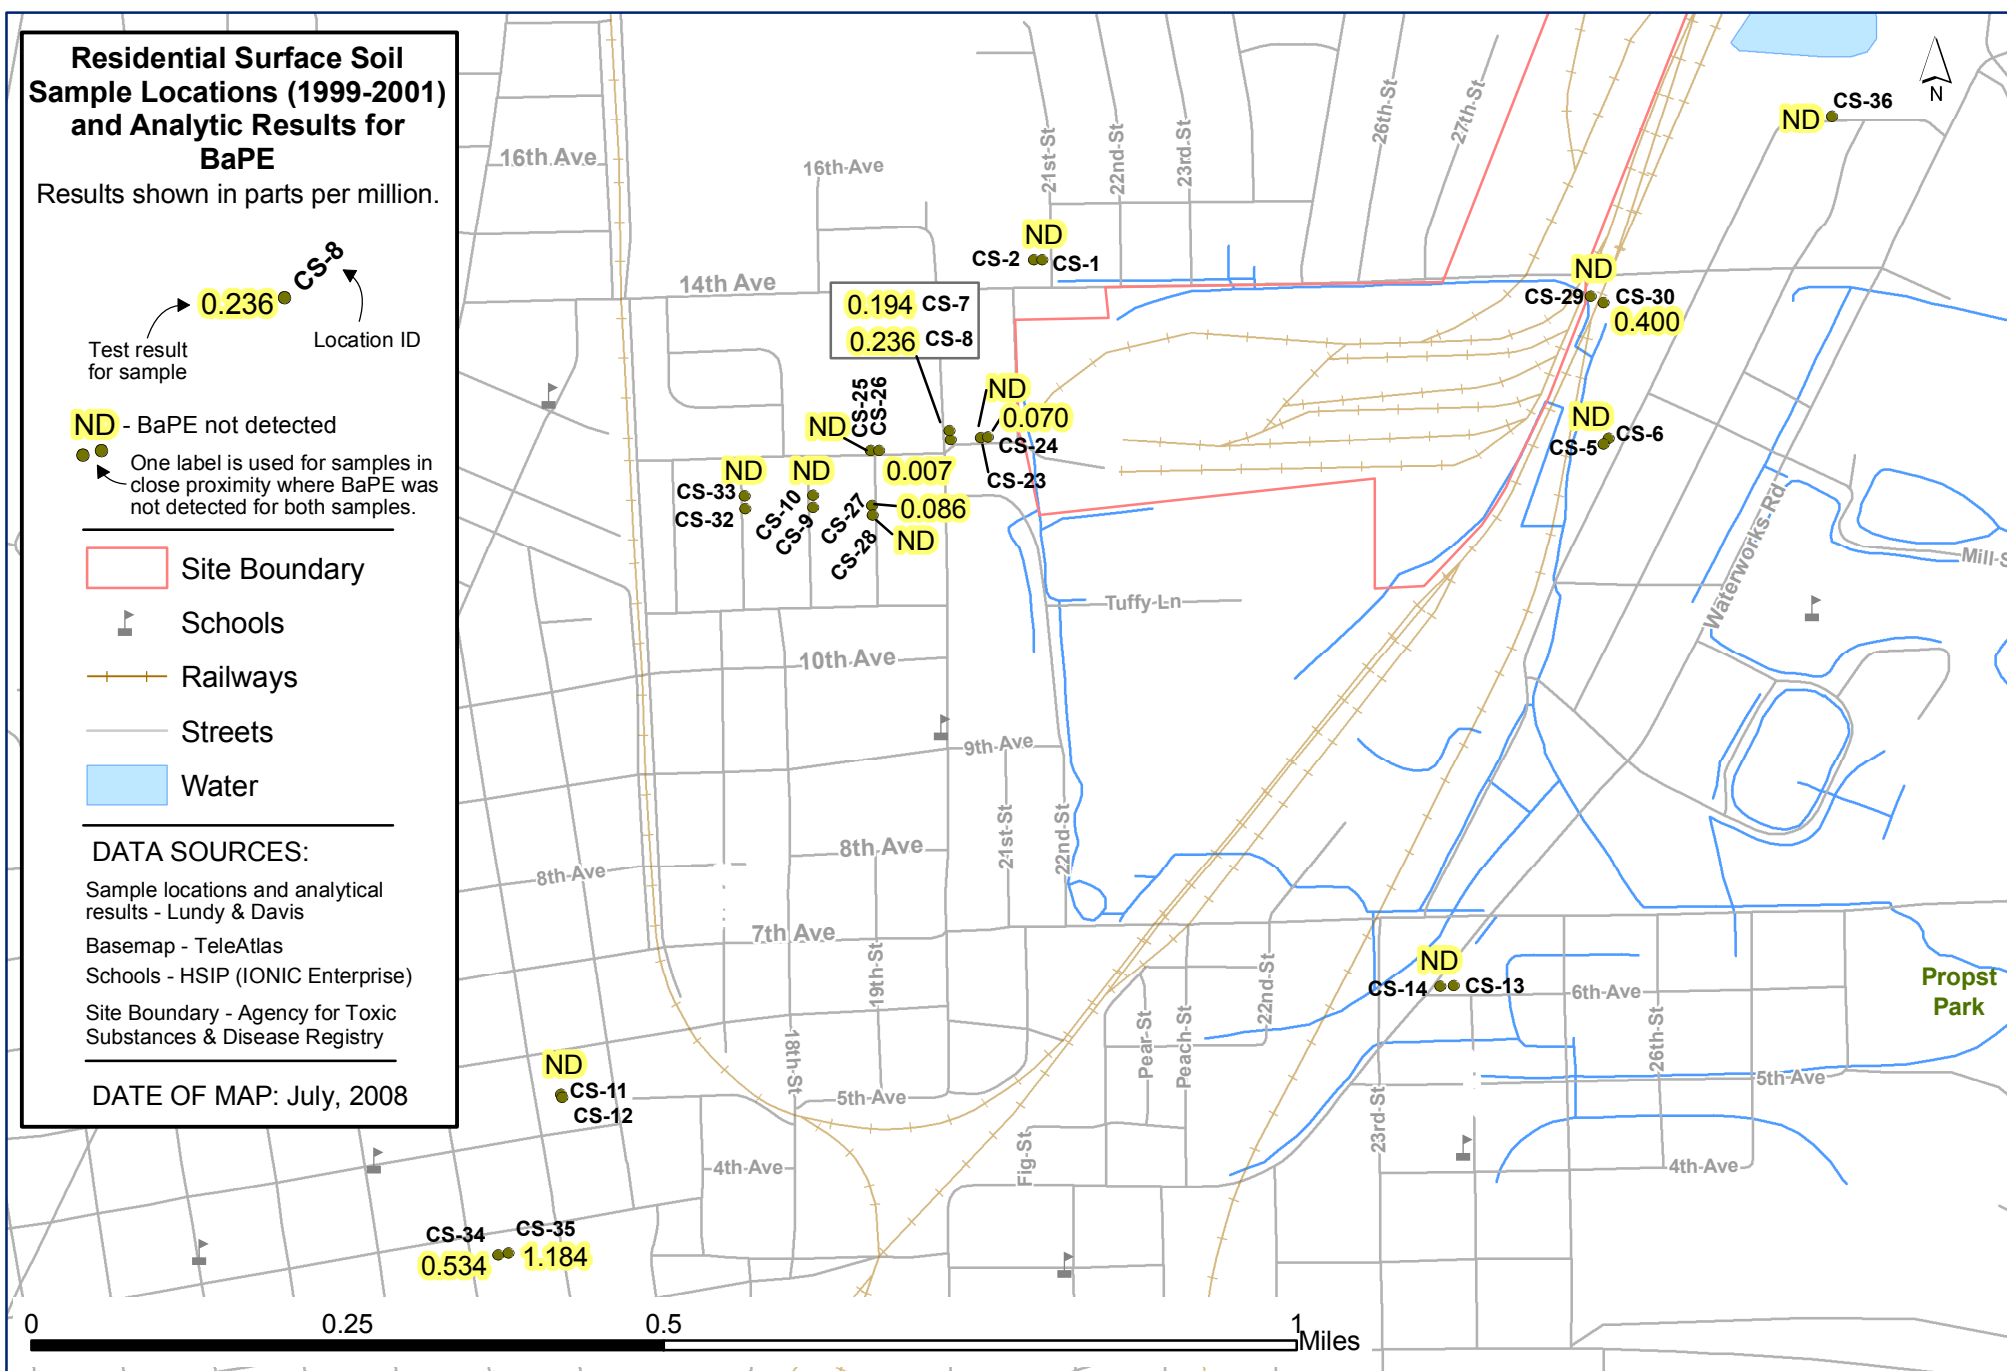 Residential Surface Soil
Sample Locations (1999-2001)
and Analytic Results for
BaPE
Results shown in parts per million.
CS-8
0.236
Test result
for sample
Location ID
ND - BaPE not detected
One label is used for samples in
close proximity where BaPE was
not detected for both samples.
Site Boundary
Schools
Railways
Streets
Water
DATA SOURCES:
Sample locations and analytical
results - Lundy & Davis
Basemap - TeleAtlas
Schools - HSIP (IONIC Enterprise)
Site Boundary - Agency for Toxic
Substances & Disease Registry
DATE OF MAP: July, 2008
N
CS-36
ND
16th Ave
16th Ave
21st St
22nd St
23rd St
26th St
27th St
ND
CS-2
CS-1
14th Ave
0.194 CS-7
0.236 CS-8
ND
CS-29
CS-30
0.400
CS-25
CS-26
ND
0.007
ND
0.070
CS-24
CS-23
ND
CS-5
CS-6
ND
CS-33
CS-32
ND
CS-10
CS-9
CS-27
0.086
CS-28
ND
Waterworks Rd
Mill S
Tuffy Ln
10th Ave
9th Ave
21st St
22nd St
8th Ave
8th Ave
7th Ave
19th St
18th St
22nd St
ND
CS-14
CS-13
6th Ave
26th St
Propst
Park
Pear St
Peach St
ND
CS-11
CS-12
5th Ave
5th Ave
23rd St
Fig St
4th Ave
4th Ave
CS-34
CS-35
0.534
1.184
0
0.25
0.5
1
Miles